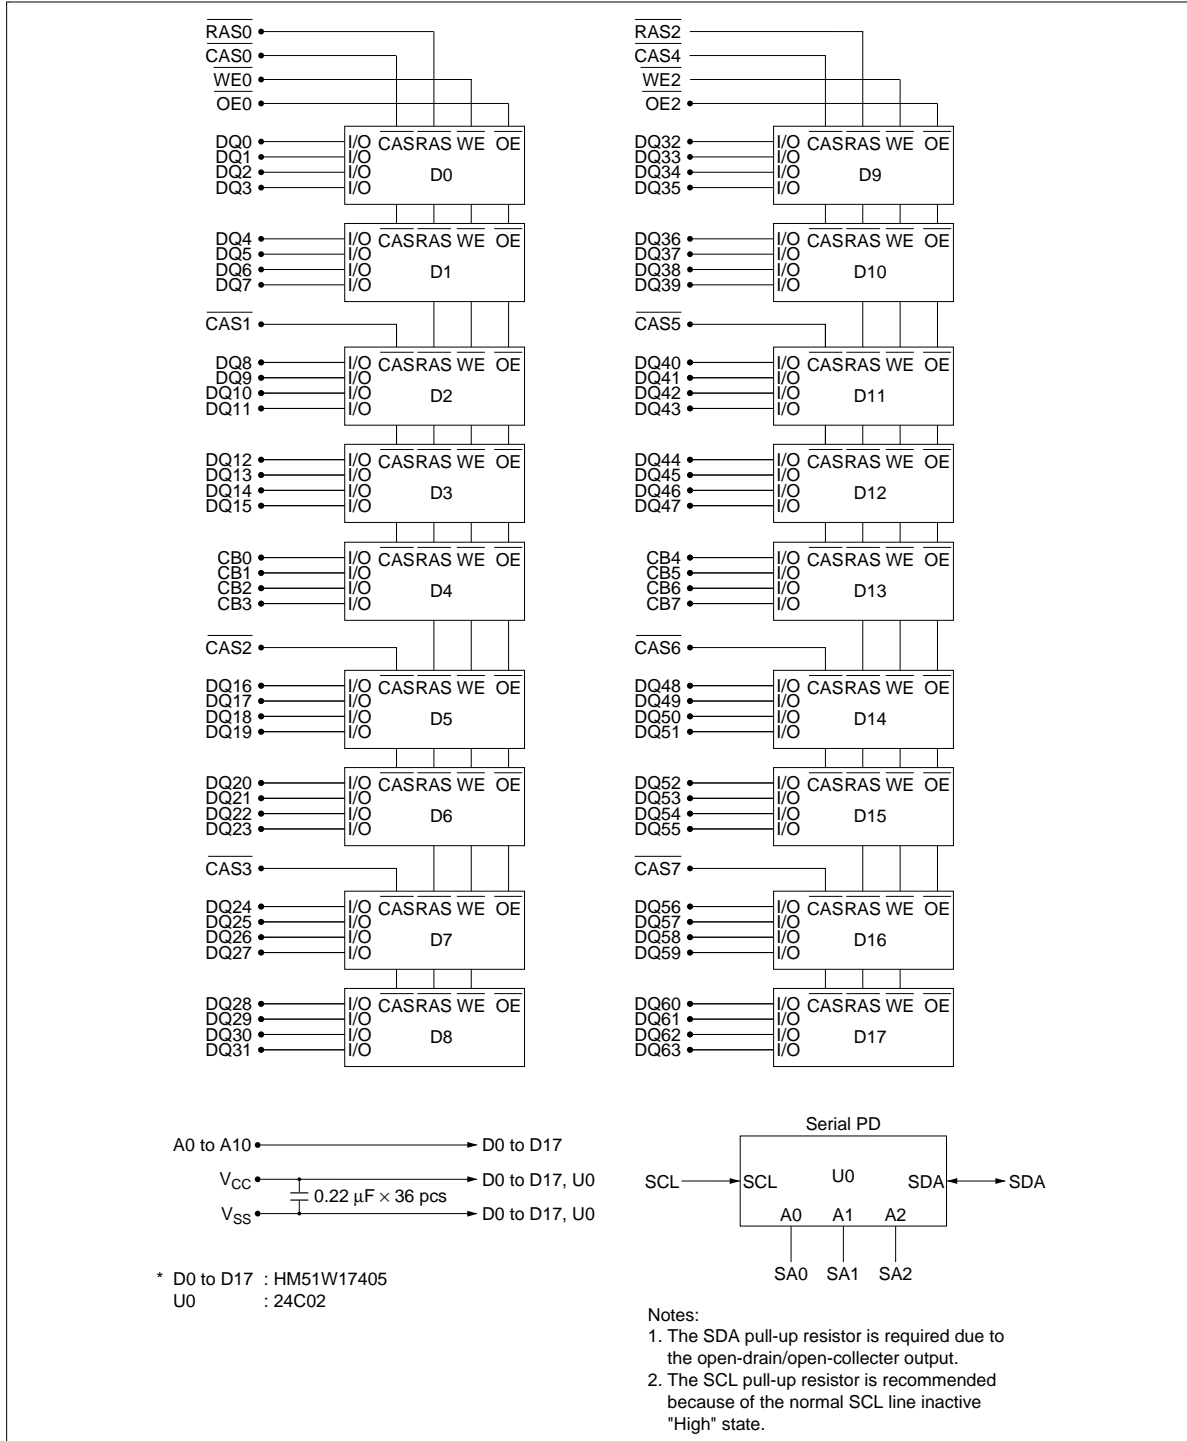 RAS0
CAS0
WE0
OE0
DQ0
DQ1
DQ2
DQ3
I/O CAS RAS WE OE
I/O
I/O
I/O
D0
DQ4
DQ5
DQ6
DQ7
I/O CAS RAS WE OE
I/O
I/O
I/O
D1
CAS1
DQ8
DQ9
DQ10
DQ11
I/O CAS RAS WE OE
I/O
I/O
I/O
D2
DQ12
DQ13
DQ14
DQ15
I/O CAS RAS WE OE
I/O
I/O
I/O
D3
CB0
CB1
CB2
CB3
I/O CAS RAS WE OE
I/O
I/O
I/O
D4
CAS2
DQ16
DQ17
DQ18
DQ19
I/O CAS RAS WE OE
I/O
I/O
I/O
D5
DQ20
DQ21
DQ22
DQ23
I/O CAS RAS WE OE
I/O
I/O
I/O
D6
CAS3
DQ24
DQ25
DQ26
DQ27
I/O CAS RAS WE OE
I/O
I/O
I/O
D7
DQ28
DQ29
DQ30
DQ31
I/O CAS RAS WE OE
I/O
I/O
I/O
D8
RAS2
CAS4
WE2
OE2
DQ32
DQ33
DQ34
DQ35
I/O CAS RAS WE OE
I/O
I/O
I/O
D9
DQ36
DQ37
DQ38
DQ39
I/O CAS RAS WE OE
I/O
I/O
I/O
D10
CAS5
DQ40
DQ41
DQ42
DQ43
I/O CAS RAS WE OE
I/O
I/O
I/O
D11
DQ44
DQ45
DQ46
DQ47
I/O CAS RAS WE OE
I/O
I/O
I/O
D12
CB4
CB5
CB6
CB7
I/O CAS RAS WE OE
I/O
I/O
I/O
D13
CAS6
DQ48
DQ49
DQ50
DQ51
I/O CAS RAS WE OE
I/O
I/O
I/O
D14
DQ52
DQ53
DQ54
DQ55
I/O CAS RAS WE OE
I/O
I/O
I/O
D15
CAS7
DQ56
DQ57
DQ58
DQ59
I/O CAS RAS WE OE
I/O
I/O
I/O
D16
DQ60
DQ61
DQ62
DQ63
I/O CAS RAS WE OE
I/O
I/O
I/O
D17
A0 to A10 D0 to D17
VCC D0 to D17, U0
0.22 µF × 36 pcs
VSS D0 to D17, U0
* D0 to D17 : HM51W17405
U0 : 24C02
Serial PD
SCL SCL U0 SDA SDA
A0 A1 A2
SA0 SA1 SA2
Notes:
1. The SDA pull-up resistor is required due to
the open-drain/open-collecter output.
2. The SCL pull-up resistor is recommended
because of the normal SCL line inactive
"High" state.